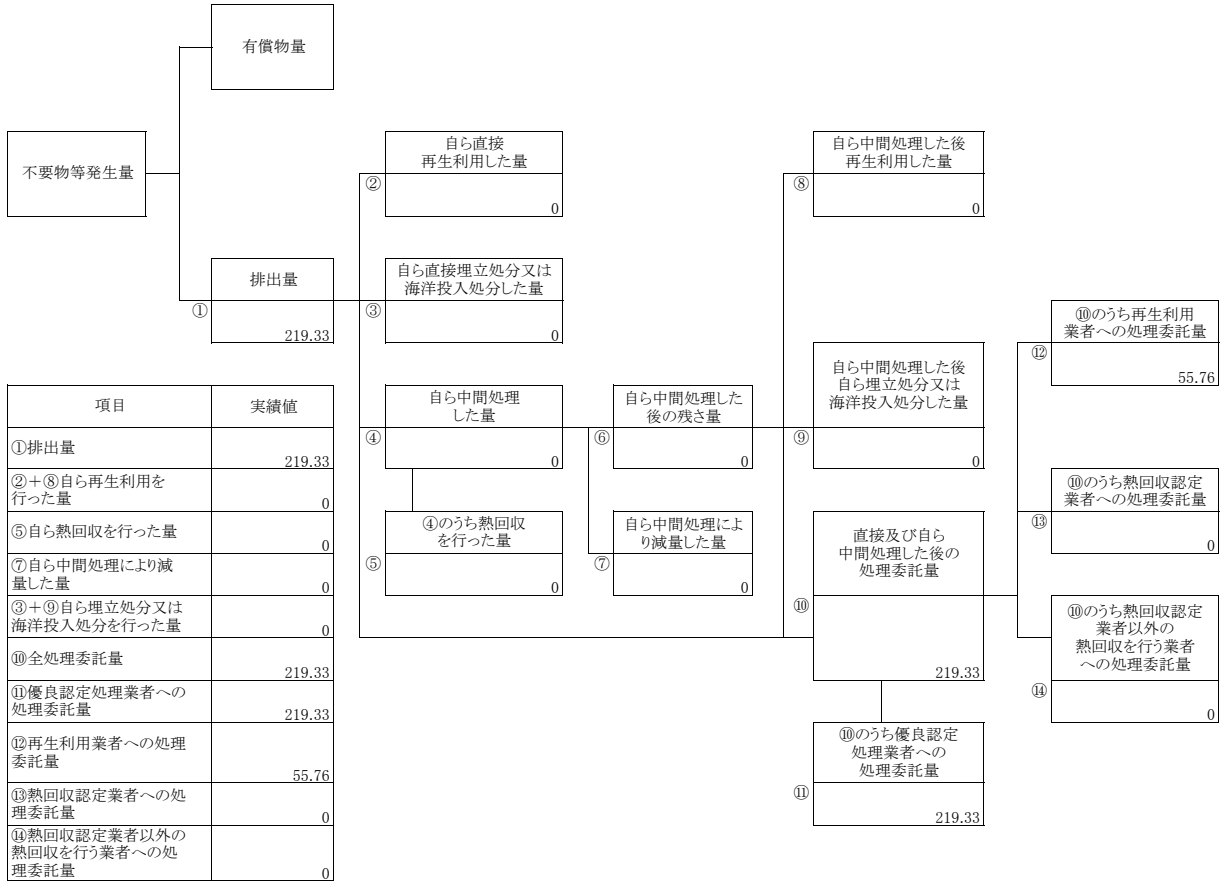 有償物量
不要物等発生量
排出量
①
219.33
自ら直接
再生利用した量
②
0
自ら直接埋立処分又は
海洋投入処分した量
③
0
自ら中間処理
した量
④
0
④のうち熱回収
を行った量
⑤
0
自ら中間処理した
後の残さ量
⑥
0
自ら中間処理によ
り減量した量
⑦
0
自ら中間処理した後
再生利用した量
⑧
0
自ら中間処理した後
自ら埋立処分又は
海洋投入処分した量
⑨
0
直接及び自ら
中間処理した後の
処理委託量
⑩
219.33
⑩のうち優良認定
処理業者への
処理委託量
⑪
219.33
⑩のうち再生利用
業者への処理委託量
⑫
55.76
⑩のうち熱回収認定
業者への処理委託量
⑬
0
⑩のうち熱回収認定
業者以外の
熱回収を行う業者
への処理委託量
⑭
0
項目 実績値
①排出量
219.33
②+⑧自ら再生利用を
行った量
0
⑤自ら熱回収を行った量
0
⑦自ら中間処理により減
量した量
0
③+⑨自ら埋立処分又は
海洋投入処分を行った量
0
⑩全処理委託量
219.33
⑪優良認定処理業者への
処理委託量
219.33
⑫再生利用業者への処理
委託量
55.76
⑬熱回収認定業者への処
理委託量
0
⑭熱回収認定業者以外の
熱回収を行う業者への処
理委託量
0